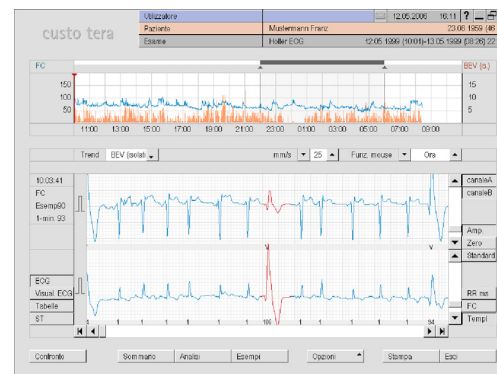 custo tera
Utilizzatore 12.05.2006 16:11 ?
Paziente Mustermann Franz 23.08.1959 (46
Esame Holter ECG 12.05.1999 (10:01)-13.05.1999 (08:26) 22
FC BEV (b.)
150 15
100 10
50 5
11:00 13:00 15:00 17:00 19:00 21:00 23:00 01:00 03:00 05:00 07:00 09:00
Trend BEV (isolati mm/s 25 Funz. mouse Ora
10:03:41 canaleA
FC canaleB
Esemp90
1-min: 93
Amp.
Zero
Standard
V V
ECG
Visual. ECG RR ms
Tabelle FC
ST Templ
Confronto Sommario Analisi Esempi Opzioni Stampa Esci